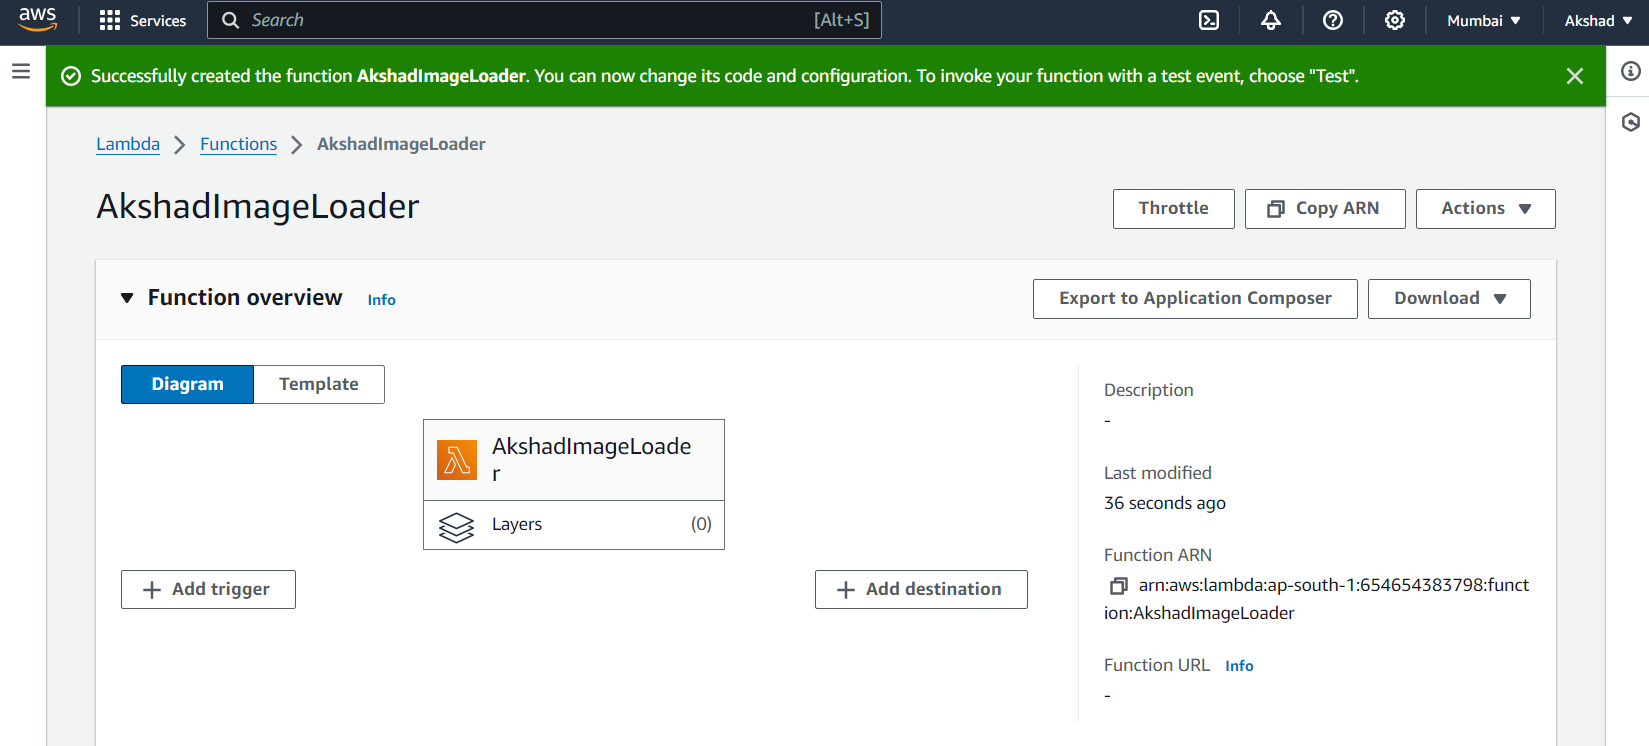 aws Services Search [Alt+S] Mumbai Akshad
Successfully created the function AkshadImageLoader. You can now change its code and configuration. To invoke your function with a test event, choose "Test".
Lambda Functions AkshadImageLoader
AkshadImageLoader
Throttle Copy ARN Actions
Function overview Info
Export to Application Composer Download
Diagram Template
AkshadImageLoade
r
Layers (0)
Add trigger
Add destination
Description
-
Last modified
36 seconds ago
Function ARN
arn:aws:lambda:ap-south-1:654654383798:funct
ion:AkshadImageLoader
Function URL Info
-